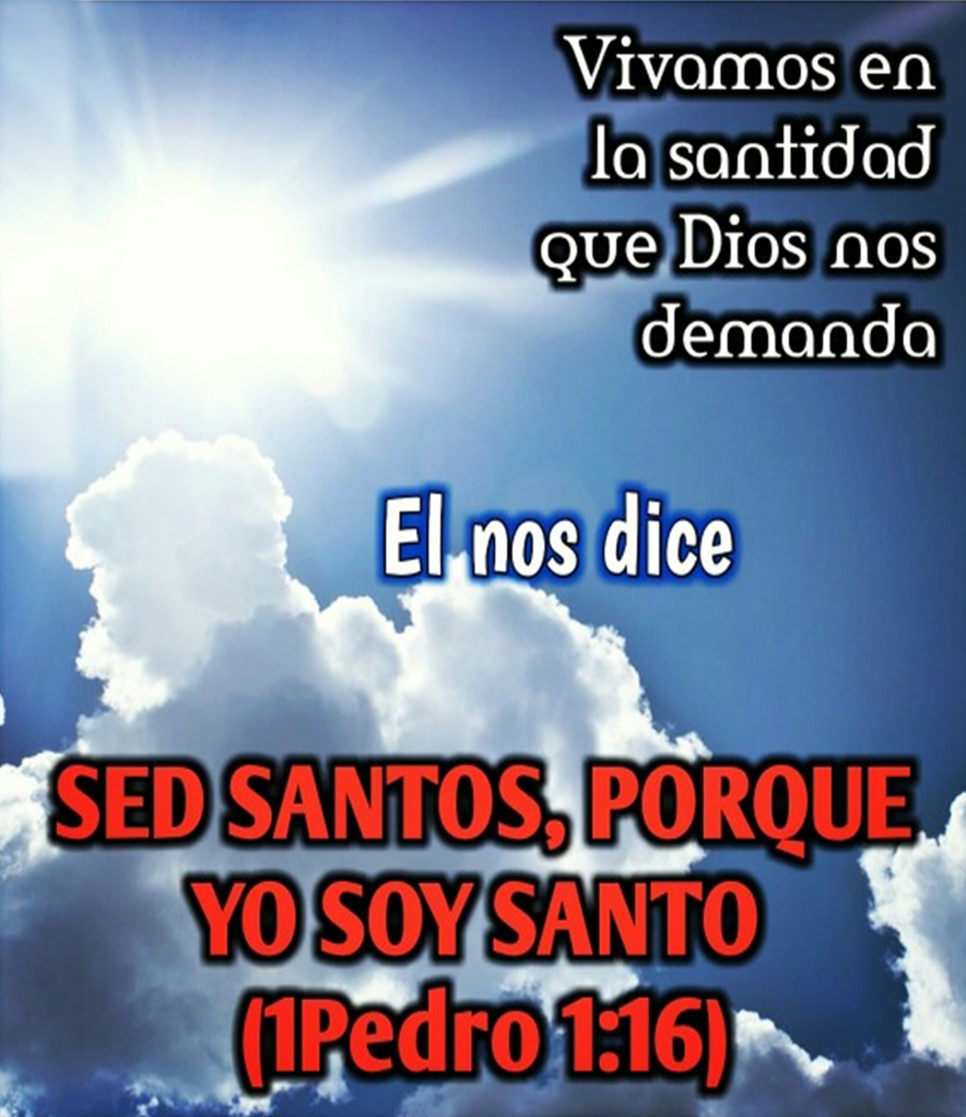 Vivamos en
la santidad
que Dios nos
demanda
El nos dice
SED SANTOS, PORQUE
YO SOY SANTO
(1Pedro 1:16)